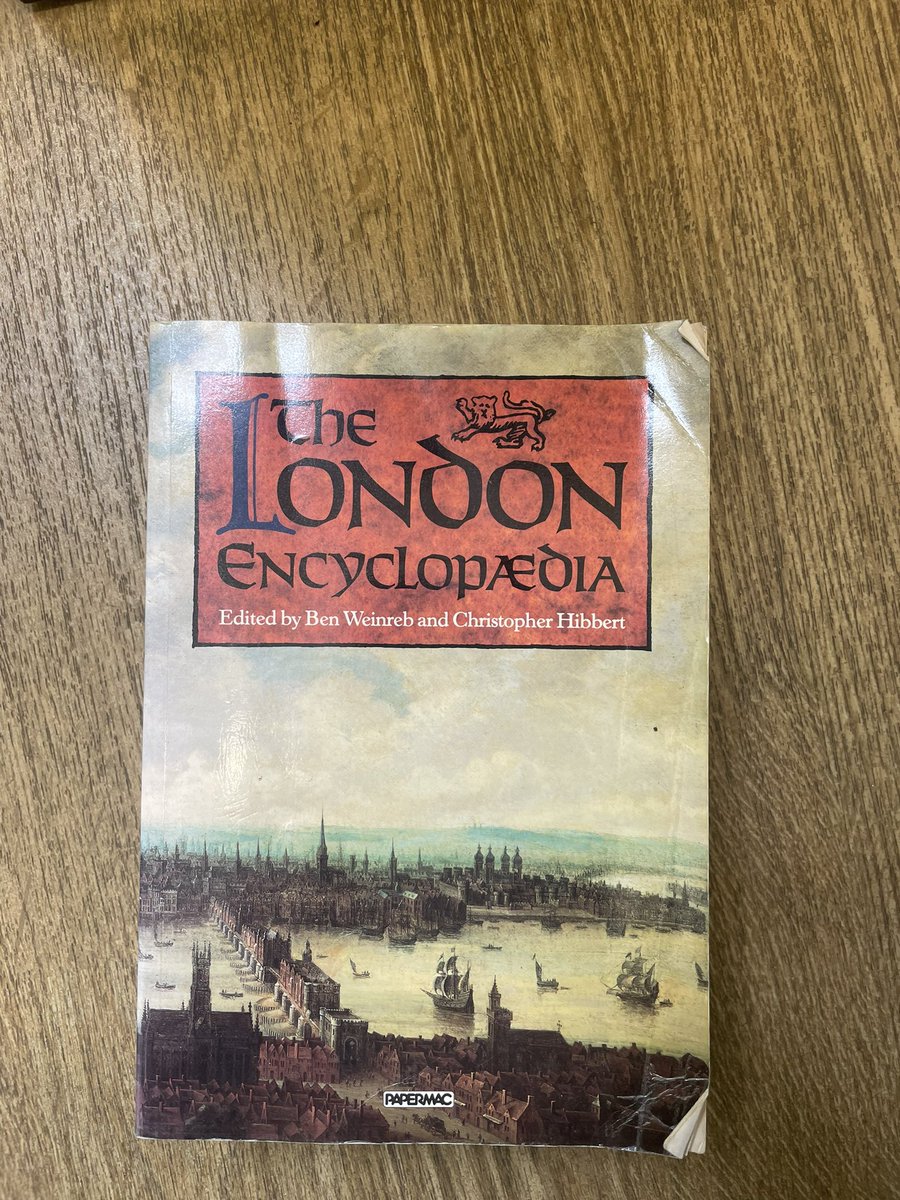 The
London
Encyclopædia
Edited by Ben Weinreb and Christopher Hibbert
PAPERMAC